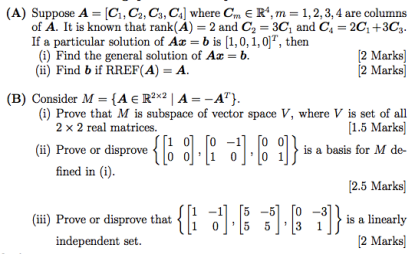 (A) Suppose A = [C₁, C₂, C₃, C₄] where Cₘ ∈ ℝ⁴, m = 1, 2, 3, 4 are columns
of A. It is known that rank(A) = 2 and C₂ = 3C₁ and C₄ = 2C₁+3C₃.
If a particular solution of Ax = b is [1, 0, 1, 0]ᵀ, then
(i) Find the general solution of Ax = b. [2 Marks]
(ii) Find b if RREF(A) = A. [2 Marks]
(B) Consider M = {A ∈ ℝ²ˣ² | A = −Aᵀ}.
(i) Prove that M is subspace of vector space V, where V is set of all
2 × 2 real matrices. [1.5 Marks]
(ii) Prove or disprove {[1 0; 0 0], [0 −1; 1 0], [0 0; 0 1]} is a basis for M de-
fined in (i).
[2.5 Marks]
(iii) Prove or disprove that {[1 −1; 1 0], [5 −5; 5 5], [0 −3; 3 1]} is a linearly
independent set. [2 Marks]